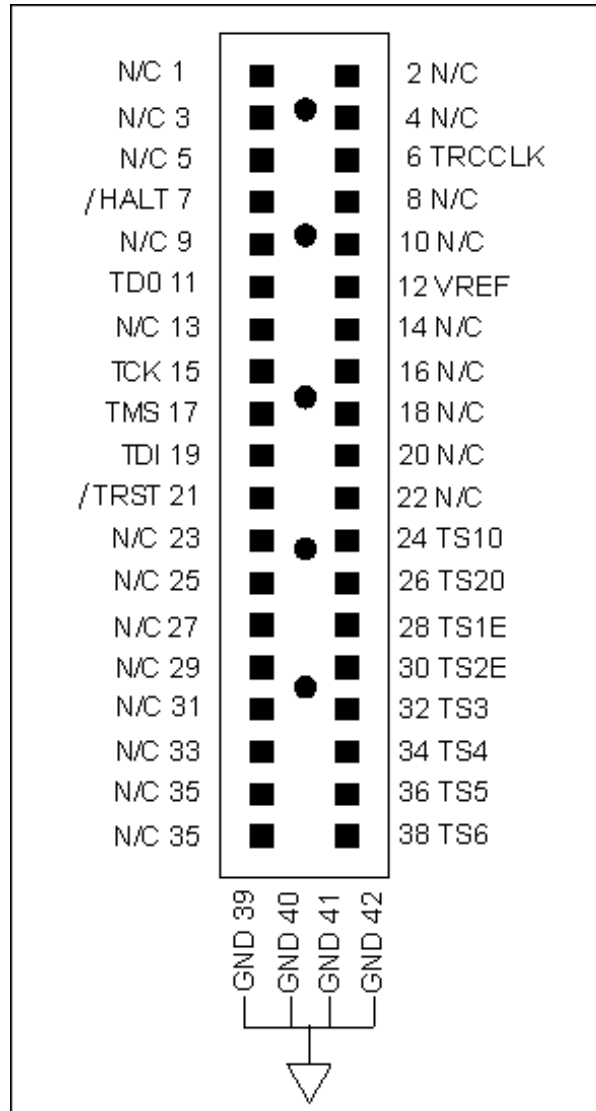 N/C 1 2 N/C
N/C 3 4 N/C
N/C 5 6 TRCCLK
/HALT 7 8 N/C
N/C 9 10 N/C
TD0 11 12 VREF
N/C 13 14 N/C
TCK 15 16 N/C
TMS 17 18 N/C
TDI 19 20 N/C
/TRST 21 22 N/C
N/C 23 24 TS10
N/C 25 26 TS20
N/C 27 28 TS1E
N/C 29 30 TS2E
N/C 31 32 TS3
N/C 33 34 TS4
N/C 35 36 TS5
N/C 35 38 TS6
GND 39
GND 40
GND 41
GND 42